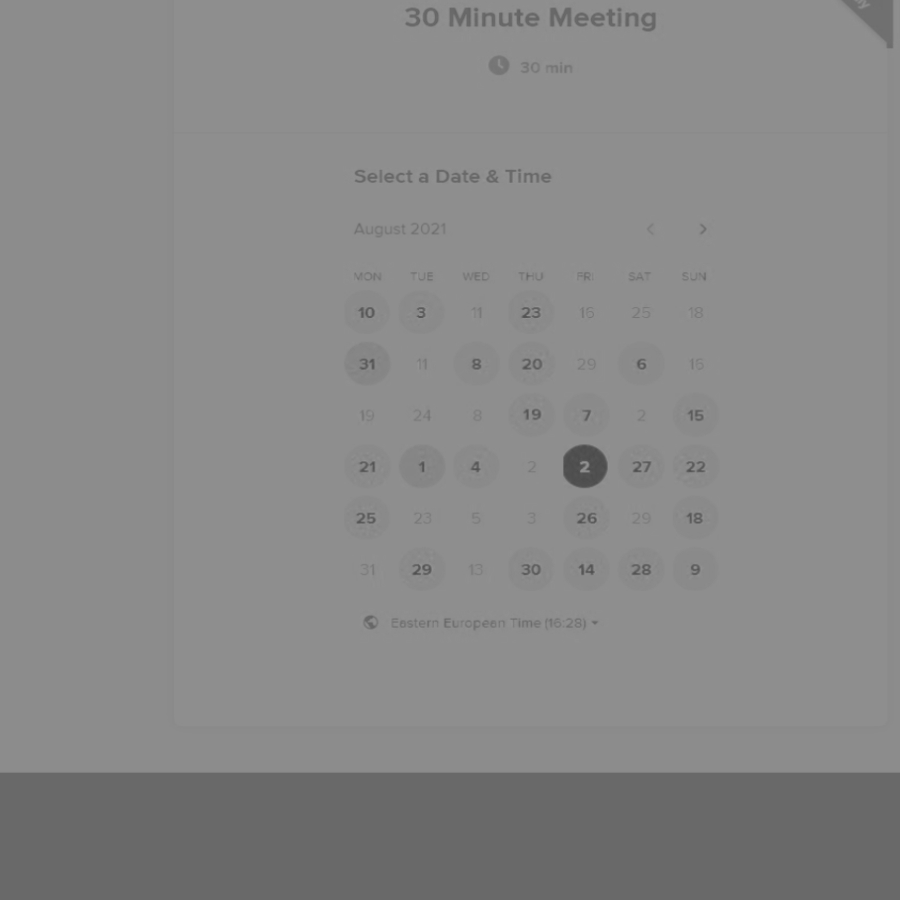 30 Minute Meeting
30 min
Select a Date & Time
August 2021
MON TUE WED THU FRI SAT SUN
10 3 11 23 16 25 18
31 11 8 20 29 6 16
19 24 8 19 7 2 15
21 1 4 2 2 27 22
25 23 5 3 26 29 18
31 29 13 30 14 28 9
Eastern European Time (16:28)